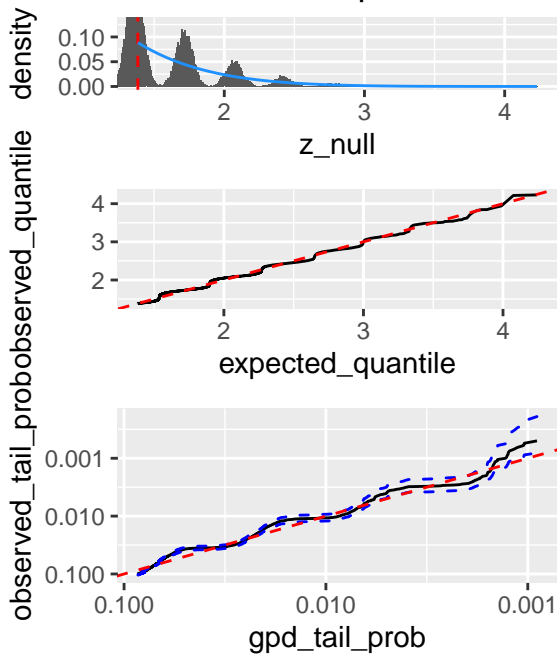 density
0.10
0.05
0.00
2 3 4
z_null
observed_quantile
4
3
2
2 3 4
expected_quantile
observed_tail_prob
0.001
0.010
0.100
0.100 0.010 0.001
gpd_tail_prob